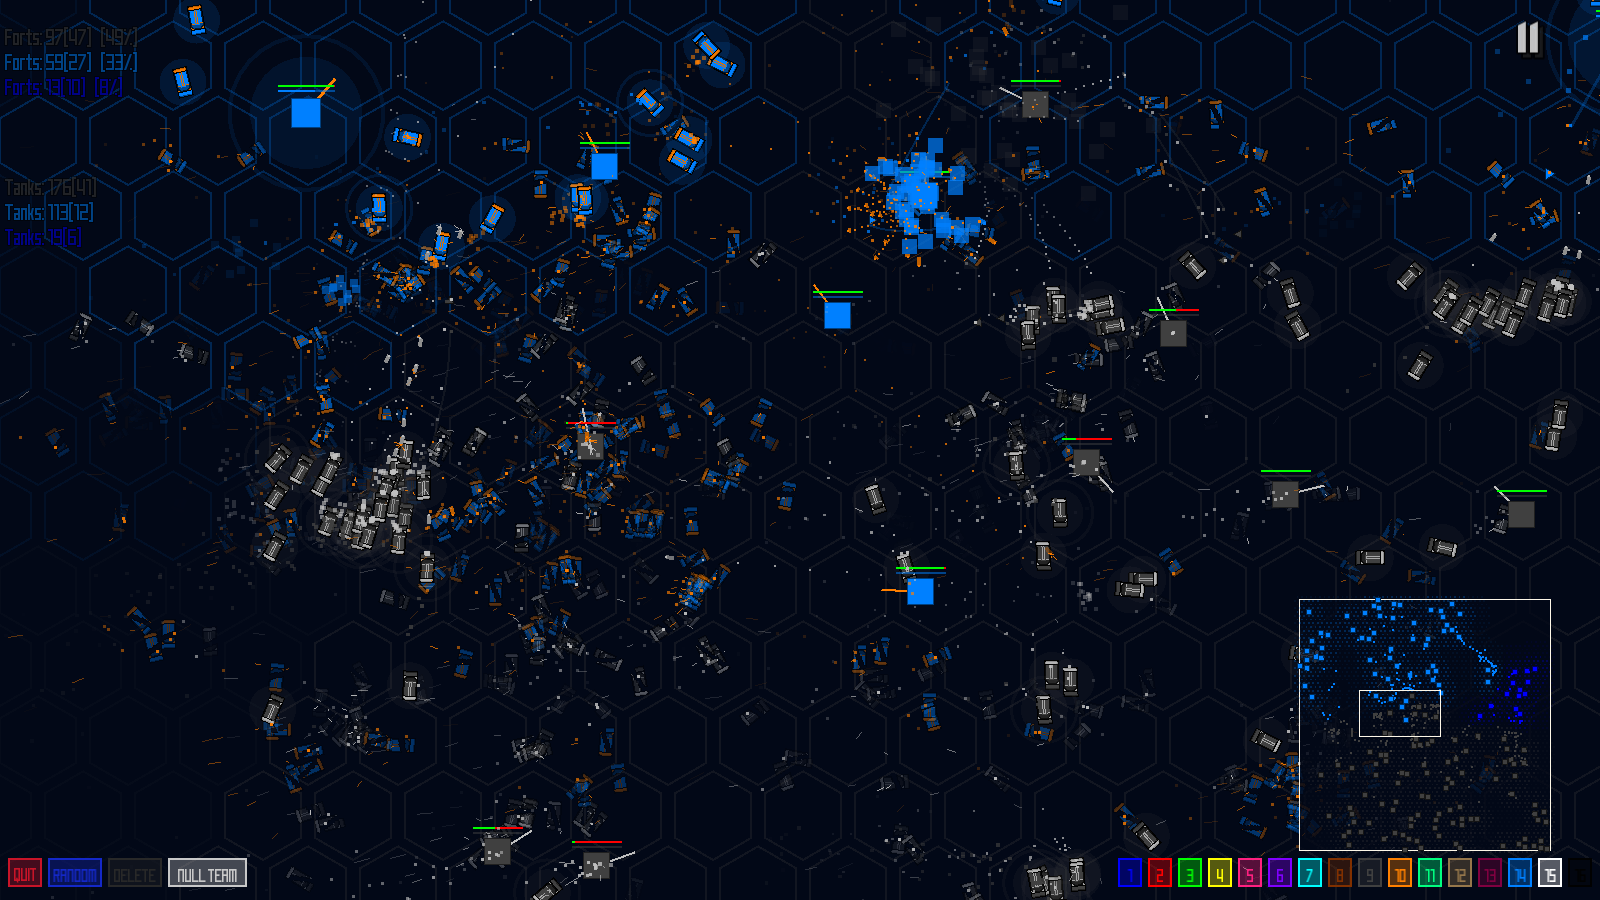 Forts: 97[47] [49%]
Forts: 59[27] [33%]
Forts: 13[10] [8%]
Tanks: 176[41]
Tanks: 113[12]
Tanks: 19[6]
QUIT RANDOM DELETE NULL TEAM
1 2 3 4 5 6 7 8 9 10 11 12 13 14 15